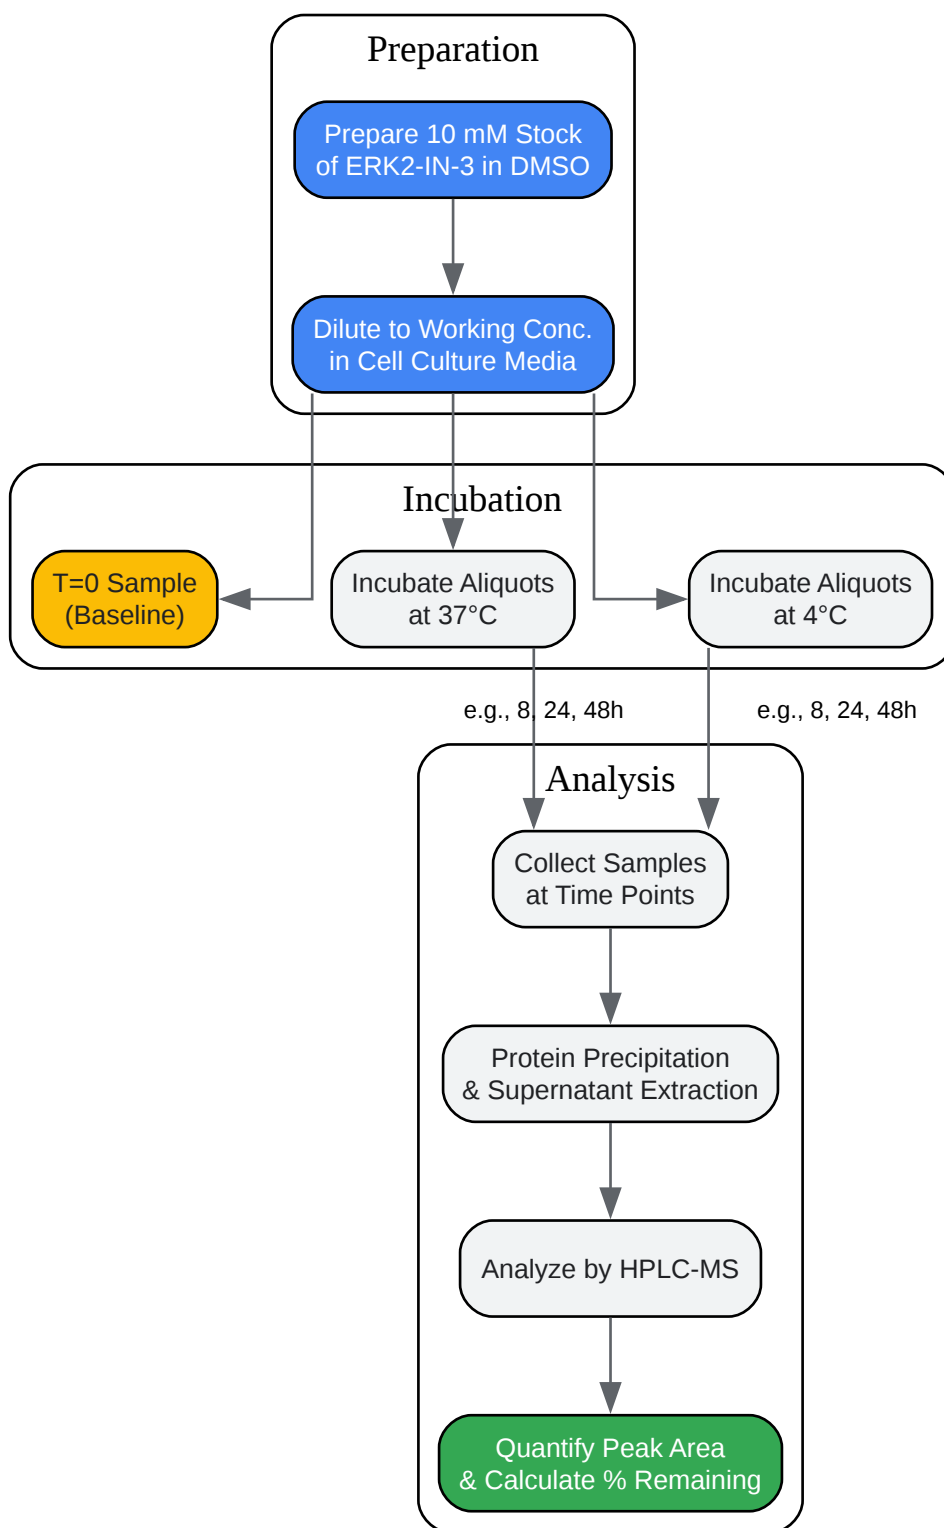 Preparation
Prepare 10 mM Stock
of ERK2-IN-3 in DMSO
Dilute to Working Conc.
in Cell Culture Media
Incubation
T=0 Sample
(Baseline)
Incubate Aliquots
at 37°C
Incubate Aliquots
at 4°C
e.g., 8, 24, 48h
e.g., 8, 24, 48h
Analysis
Collect Samples
at Time Points
Protein Precipitation
& Supernatant Extraction
Analyze by HPLC-MS
Quantify Peak Area
& Calculate % Remaining